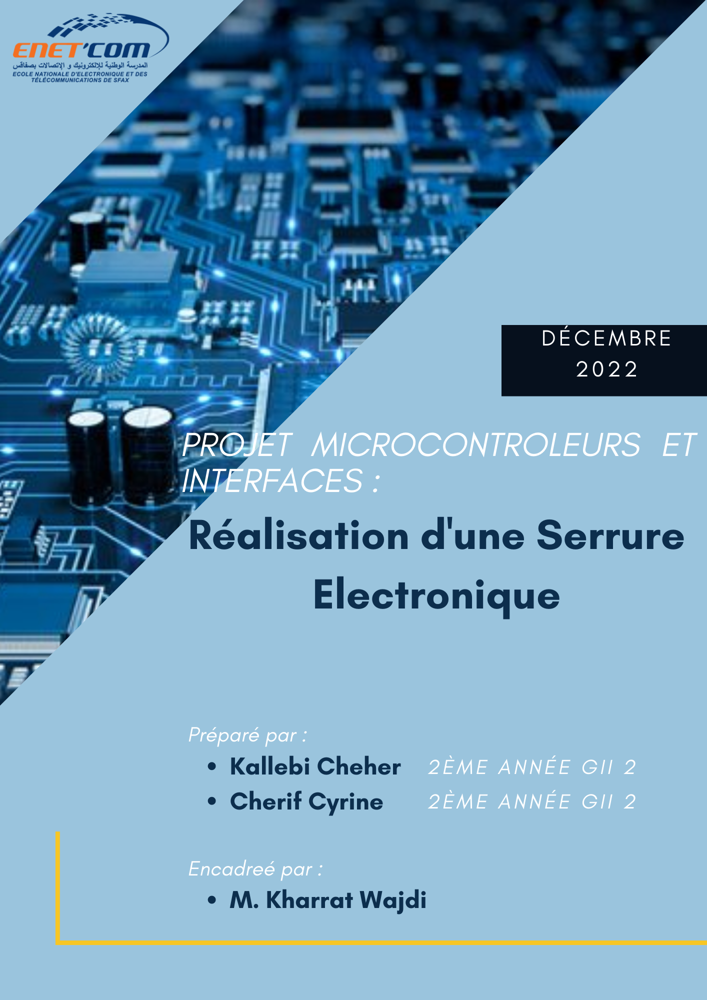 ENET'COM
المدرسة الوطنية للإلكترونيك و الإتصالات بصفاقس
ECOLE NATIONALE D'ELECTRONIQUE ET DES
TÉLÉCOMMUNICATIONS DE SFAX
DÉCEMBRE
2022
PROJET MICROCONTROLEURS ET
INTERFACES :
Réalisation d'une Serrure
Electronique
Préparé par :
• Kallebi Cheher 2ÈME ANNÉE GII 2
• Cherif Cyrine 2ÈME ANNÉE GII 2
Encadreé par :
• M. Kharrat Wajdi